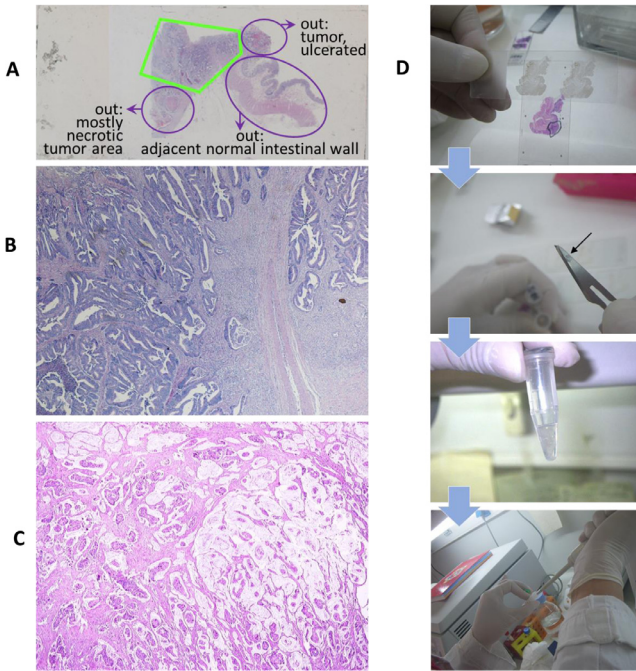 A
out:
tumor,
ulcerated
out:
mostly
necrotic
tumor area
out:
adjacent normal intestinal wall
B
C
D